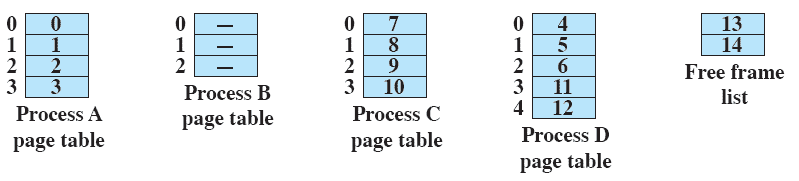 0 0
1 1
2 2
3 3
Process A
page table
0 —
1 —
2 —
Process B
page table
0 7
1 8
2 9
3 10
Process C
page table
0 4
1 5
2 6
3 11
4 12
Process D
page table
13
14
Free frame
list